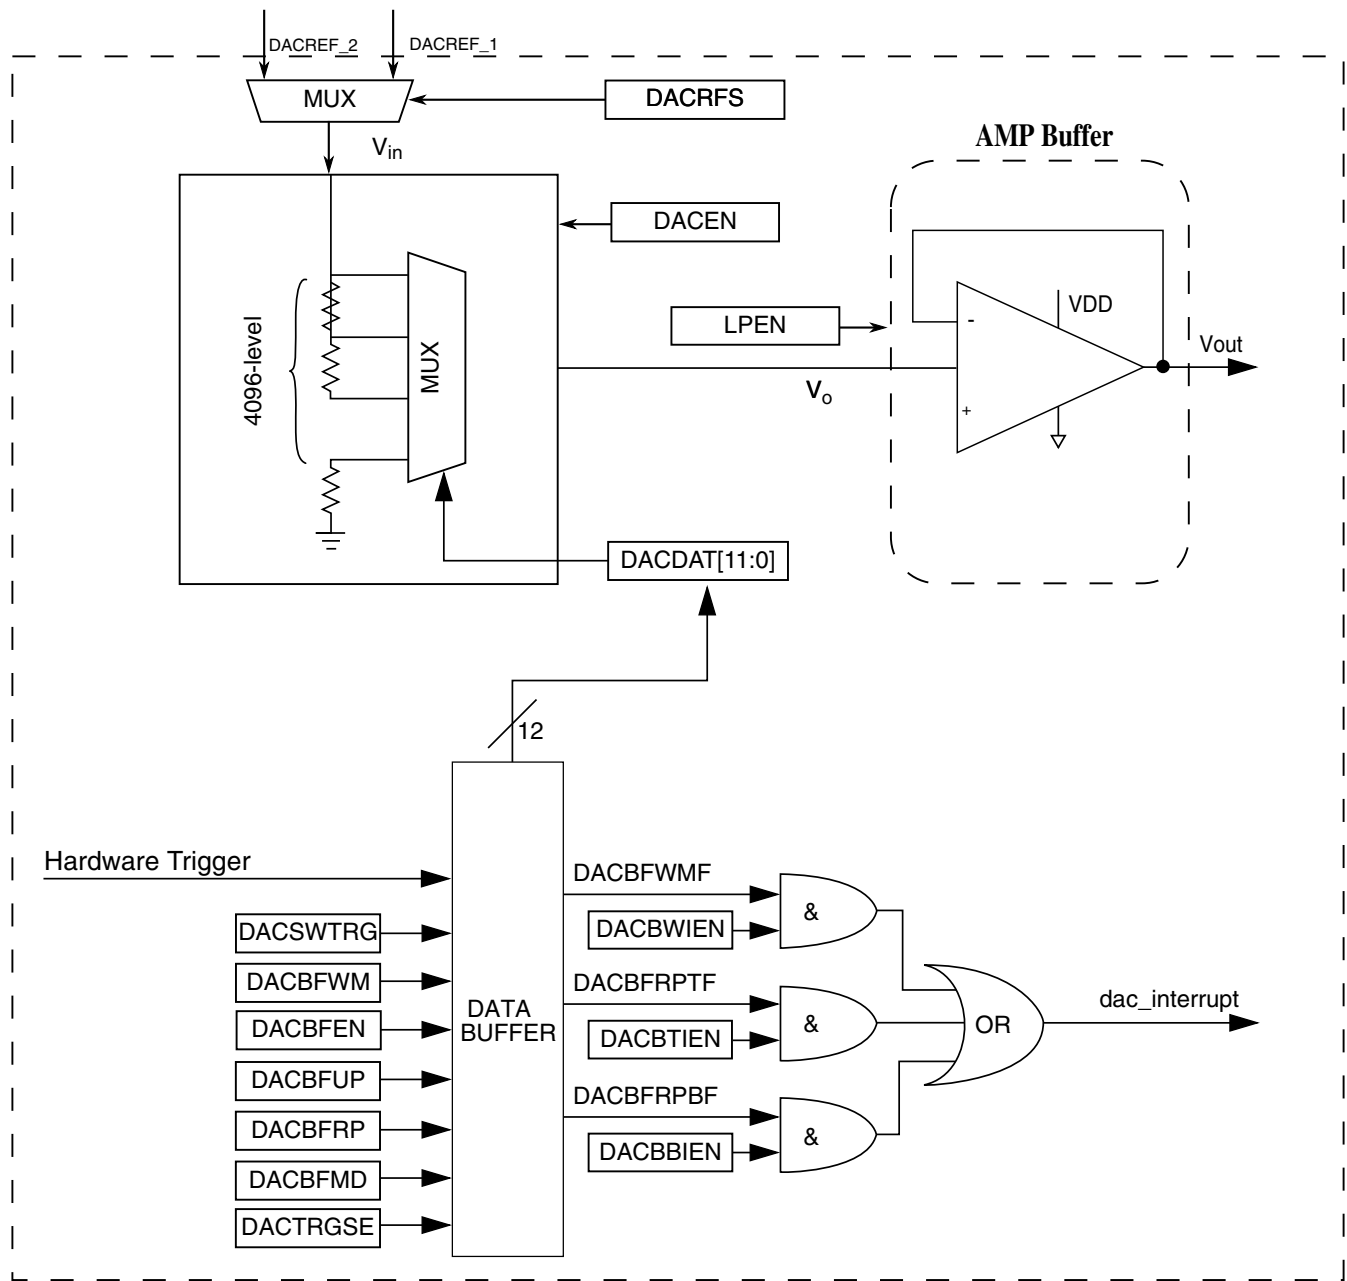 DACREF_2
DACREF_1
MUX
DACRFS
Vin
AMP Buffer
DACEN
LPEN
VDD
-
+
Vout
4096-level
MUX
Vo
DACDAT[11:0]
12
Hardware Trigger
DACSWTRG
DACBFWM
DACBFEN
DACBFUP
DACBFRP
DACBFMD
DACTRGSE
DATA
BUFFER
DACBFWMF
DACBWIEN
&
DACBFRPTF
DACBTIEN
&
DACBFRPBF
DACBBIEN
&
OR
dac_interrupt